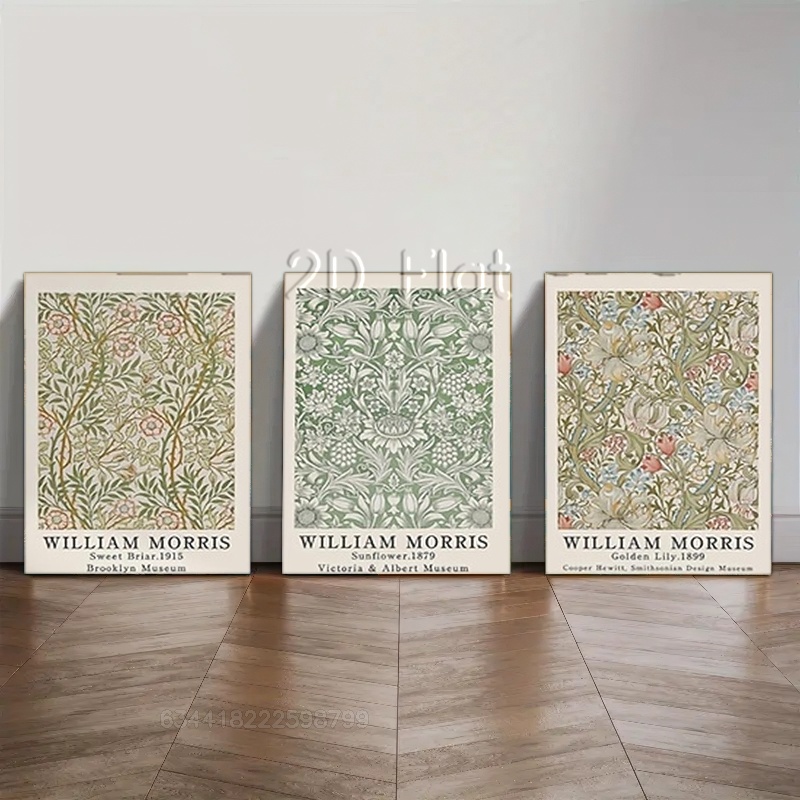 2D Flat
WILLIAM MORRIS
Sweet Briar.1915
Brooklyn Museum
WILLIAM MORRIS
Sunflower.1879
Victoria & Albert Museum
WILLIAM MORRIS
Golden Lily.1899
Cooper Hewitt, Smithsonian Design Museum
634418222598799